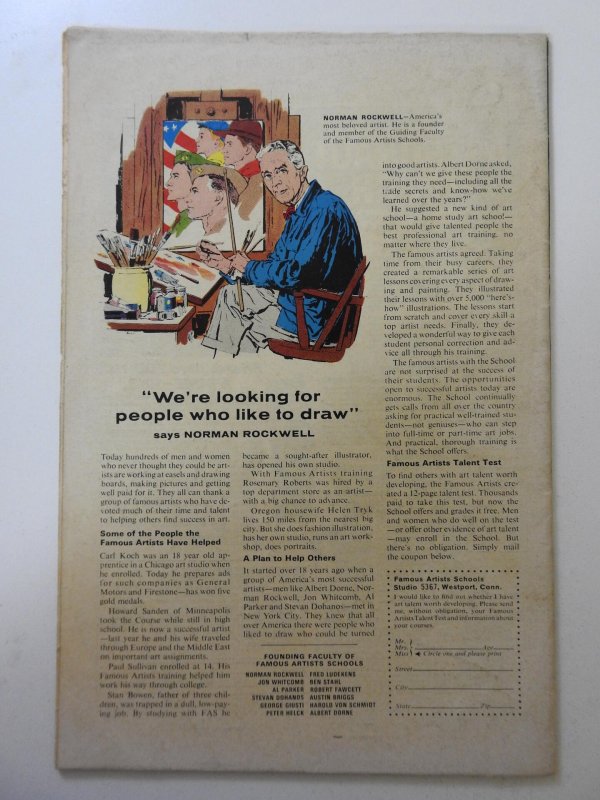 NORMAN ROCKWELL—America's
most beloved artist. He is a founder
and member of the Guiding Faculty
of the Famous Artists Schools.
"We're looking for
people who like to draw"
says NORMAN ROCKWELL
Today hundreds of men and women
who never thought they could be art-
ists are working at easels and drawing
boards, making pictures and getting
well paid for it. They all can thank a
group of famous artists who have de-
voted much of their time and talent
to helping others find success in art.
Some of the People the
Famous Artists Have Helped
Carl Koch was an 18 year old ap-
prentice in a Chicago art studio when
he enrolled. Today he prepares ads
for such companies as General
Motors and Firestone—has won five
gold medals.
Howard Sanden of Minneapolis
took the Course while still in high
school. He is now a successful artist
—last year he and his wife traveled
through Europe and the Middle East
on important art assignments.
Paul Sullivan enrolled at 14. His
Famous Artists training helped him
work his way through college.
Stan Bowen, father of three chil-
dren, was trapped in a dull, low-pay-
ing job. By studying with FAS he
became a sought-after illustrator,
has opened his own studio.
With Famous Artists training
Rosemary Roberts was hired by a
top department store as an artist—
with a big chance to advance.
Oregon housewife Helen Tryk
lives 150 miles from the nearest big
city. But she does fashion illustration,
has her own studio, runs an art work-
shop, does portraits.
A Plan to Help Others
It started over 18 years ago when a
group of America's most successful
artists—men like Albert Dorne, Nor-
man Rockwell, Jon Whitcomb, Al
Parker and Stevan Dohanos—met in
New York City. They knew that all
over America there were people who
liked to draw who could be turned
FOUNDING FACULTY OF
FAMOUS ARTISTS SCHOOLS
NORMAN ROCKWELL FRED LUDEKENS
JON WHITCOMB BEN STAHL
AL PARKER ROBERT FAWCETT
STEVAN DOHANOS AUSTIN BRIGGS
GEORGE GIUSTI HAROLD VON SCHMIDT
PETER HELCK ALBERT DORNE
into good artists. Albert Dorne asked,
"Why can't we give these people the
training they need—including all the
trade secrets and know-how we've
learned over the years?"
He suggested a new kind of art
school—a home study art school—
that would give talented people the
best professional art training, no
matter where they live.
The famous artists agreed. Taking
time from their busy careers, they
created a remarkable series of art
lessons covering every aspect of draw-
ing and painting. They illustrated
their lessons with over 5,000 "here's-
how" illustrations. The lessons start
from scratch and cover every skill a
top artist needs. Finally, they de-
veloped a wonderful way to give each
student personal correction and ad-
vice all through his training.
The famous artists with the School
are not surprised at the success of
their students. The opportunities
open to successful artists today are
enormous. The School continually
gets calls from all over the country
asking for practical well-trained stu-
dents—not geniuses—who can step
into full-time or part-time art jobs.
And practical, thorough training is
what the School offers.
Famous Artists Talent Test
To find others with art talent worth
developing, the Famous Artists cre-
ated a 12-page talent test. Thousands
paid to take this test, but now the
School offers and grades it free. Men
and women who do well on the test
—or offer other evidence of art talent
—may enroll in the School. But
there's no obligation. Simply mail
the coupon below.
Famous Artists Schools
Studio 5367, Westport, Conn.
I would like to find out whether I have
art talent worth developing. Please send
me, without obligation, your Famous
Artists Talent Test and information about
your courses.
Mr.
Mrs. Age
Miss Circle one and please print
Street
City
State Zip